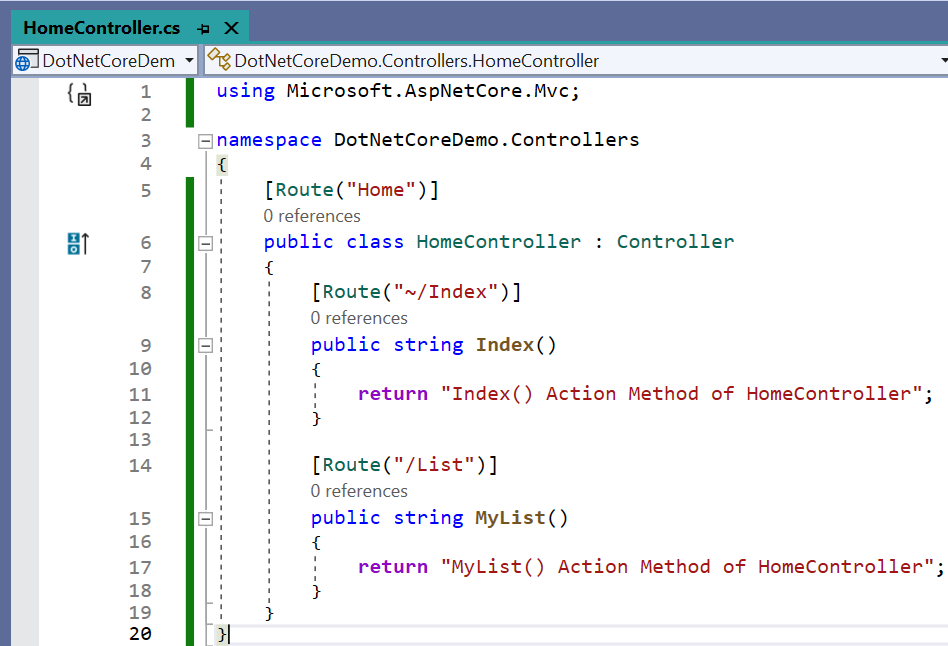 HomeController.cs
DotNetCoreDem DotNetCoreDemo.Controllers.HomeController
1 using Microsoft.AspNetCore.Mvc;
2
3 namespace DotNetCoreDemo.Controllers
4 {
5 [Route("Home")]
0 references
6 public class HomeController : Controller
7 {
8 [Route("~/Index")]
0 references
9 public string Index()
10 {
11 return "Index() Action Method of HomeController";
12 }
13
14 [Route("/List")]
0 references
15 public string MyList()
16 {
17 return "MyList() Action Method of HomeController";
18 }
19 }
20 }